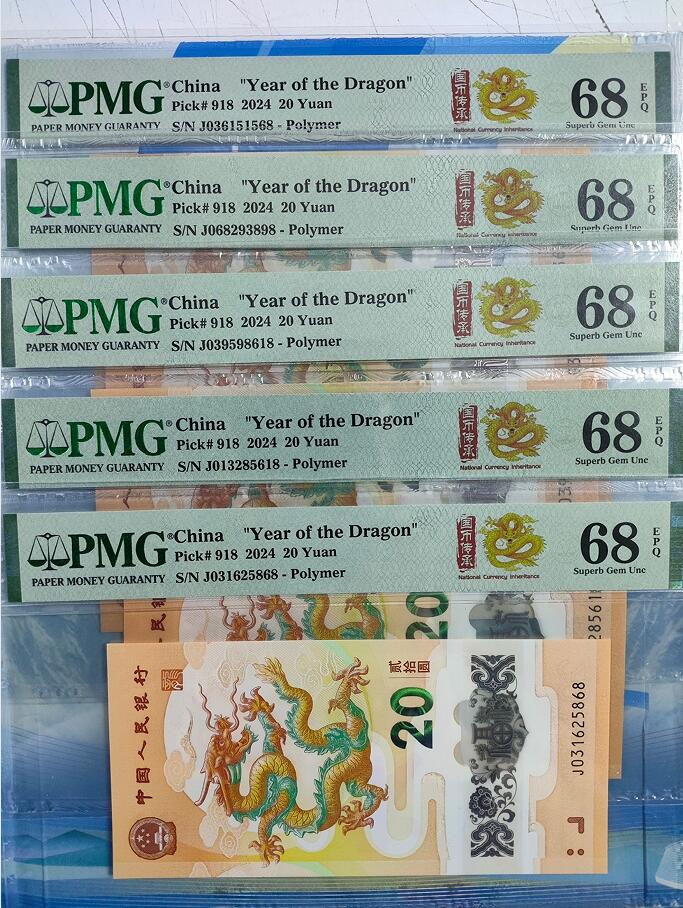 PMG® China "Year of the Dragon"
Pick# 918 2024 20 Yuan
PAPER MONEY GUARANTY S/N J036151568 - Polymer
国币传承
National Currency Inheritance
68 EPQ
Superb Gem Unc
PMG® China "Year of the Dragon"
Pick# 918 2024 20 Yuan
PAPER MONEY GUARANTY S/N J068293898 - Polymer
国币传承
National Currency Inheritance
68 EPQ
Superb Gem Unc
PMG® China "Year of the Dragon"
Pick# 918 2024 20 Yuan
PAPER MONEY GUARANTY S/N J039598618 - Polymer
国币传承
National Currency Inheritance
68 EPQ
Superb Gem Unc
PMG® China "Year of the Dragon"
Pick# 918 2024 20 Yuan
PAPER MONEY GUARANTY S/N J013285618 - Polymer
国币传承
National Currency Inheritance
68 EPQ
Superb Gem Unc
PMG® China "Year of the Dragon"
Pick# 918 2024 20 Yuan
PAPER MONEY GUARANTY S/N J031625868 - Polymer
国币传承
National Currency Inheritance
68 EPQ
Superb Gem Unc
民银行
20
28561
中国人民银行
20
贰拾圆
J031625868